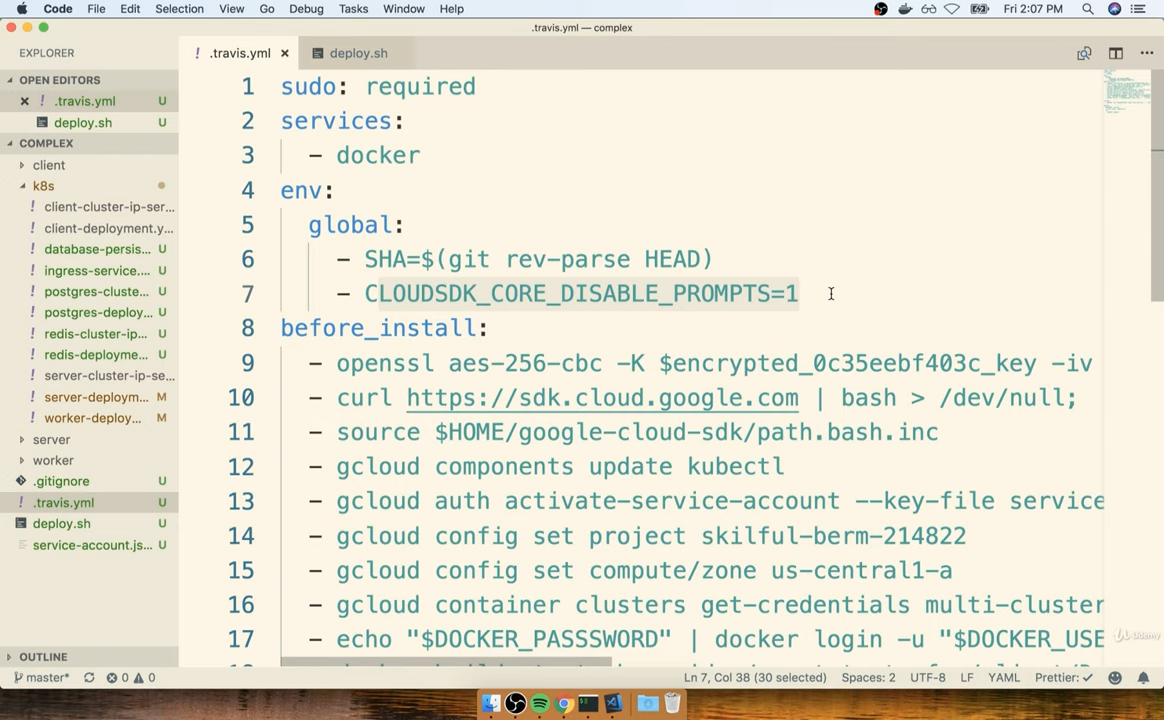 Code File Edit Selection View Go Debug Tasks Window Help Fri 2:07 PM
.travis.yml — complex
EXPLORER
! .travis.yml × deploy.sh
OPEN EDITORS
× ! .travis.yml U
deploy.sh U
COMPLEX
client
k8s
! client-cluster-ip-ser...
! client-deployment.y...
! database-persis... U
! ingress-service.... U
! postgres-cluste... U
! postgres-deploy... U
! redis-cluster-ip... U
! redis-deployme... U
! server-cluster-ip-se...
! server-deploym... M
! worker-deploy... M
server
worker
.gitignore U
! .travis.yml U
deploy.sh U
service-account.js... U
OUTLINE
1 sudo: required
2 services:
3 - docker
4 env:
5 global:
6 - SHA=$(git rev-parse HEAD)
7 - CLOUDSDK_CORE_DISABLE_PROMPTS=1
8 before_install:
9 - openssl aes-256-cbc -K $encrypted_0c35eebf403c_key -iv
10 - curl https://sdk.cloud.google.com | bash > /dev/null;
11 - source $HOME/google-cloud-sdk/path.bash.inc
12 - gcloud components update kubectl
13 - gcloud auth activate-service-account --key-file service
14 - gcloud config set project skilful-berm-214822
15 - gcloud config set compute/zone us-central1-a
16 - gcloud container clusters get-credentials multi-cluster
17 - echo "$DOCKER_PASSSWORD" | docker login -u "$DOCKER_USE
Udemy
master* 0 0 Ln 7, Col 38 (30 selected) Spaces: 2 UTF-8 LF YAML Prettier: ✓